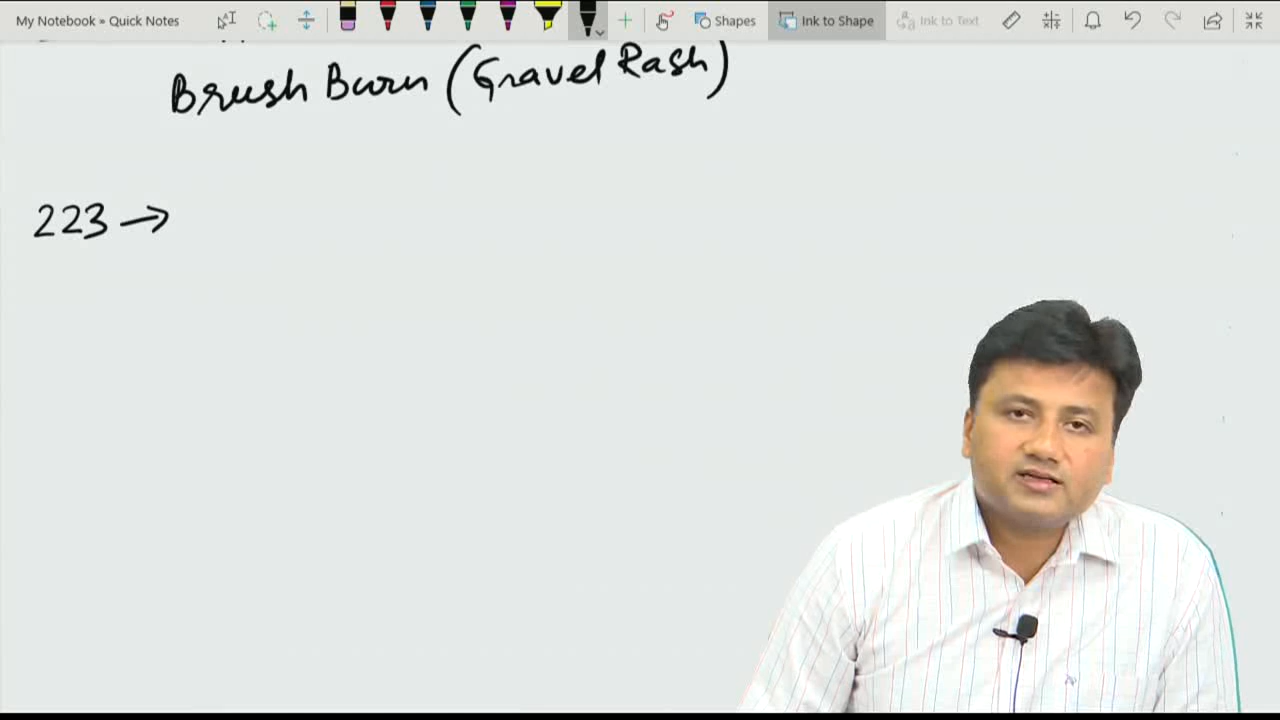 My Notebook » Quick Notes
Shapes
Ink to Shape
Ink to Text
Brush Burn (Gravel Rash)
223 →